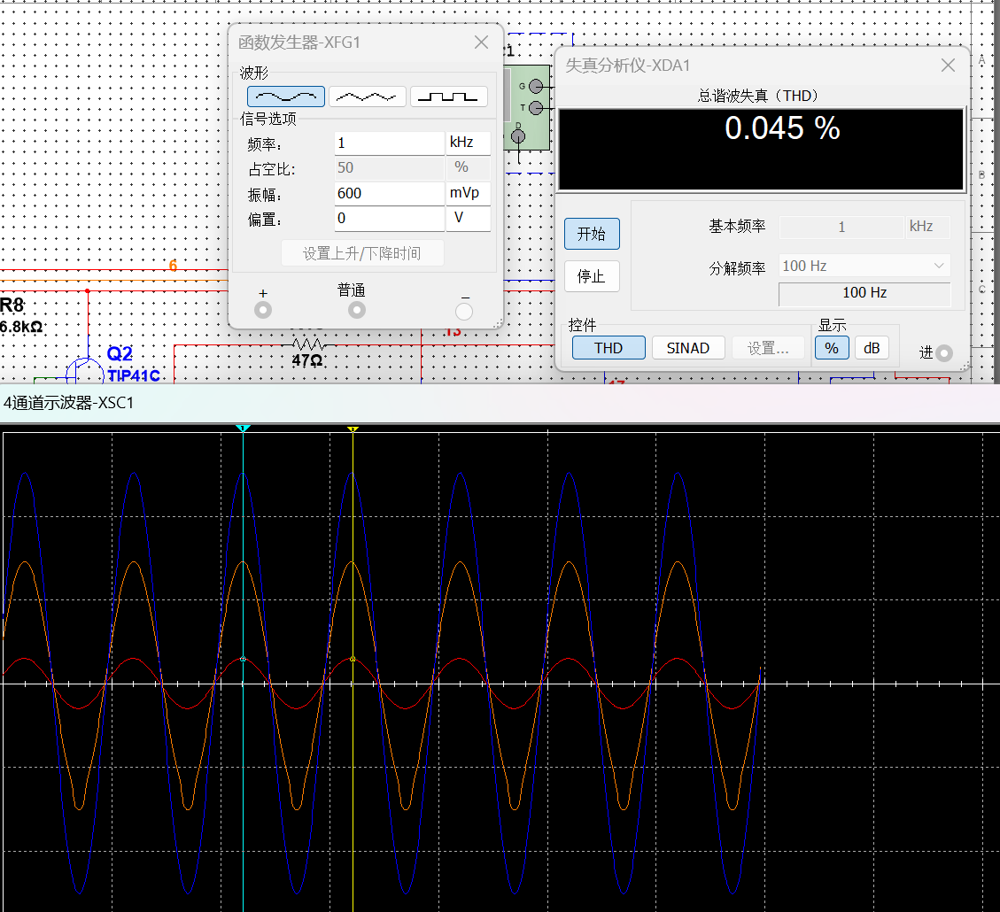 函数发生器-XFG1
波形
信号选项
频率:
1
kHz
占空比:
50
%
振幅:
600
mVp
偏置:
0
V
设置上升/下降时间
+
普通
−
G
T
D
失真分析仪-XDA1
总谐波失真（THD）
0.045 %
开始
停止
基本频率
1
kHz
分解频率
100 Hz
100 Hz
控件
THD
SINAD
设置...
显示
%
dB
进
A
B
C
6
R8
6.8kΩ
Q2
TIP41C
47Ω
13
17
4通道示波器-XSC1